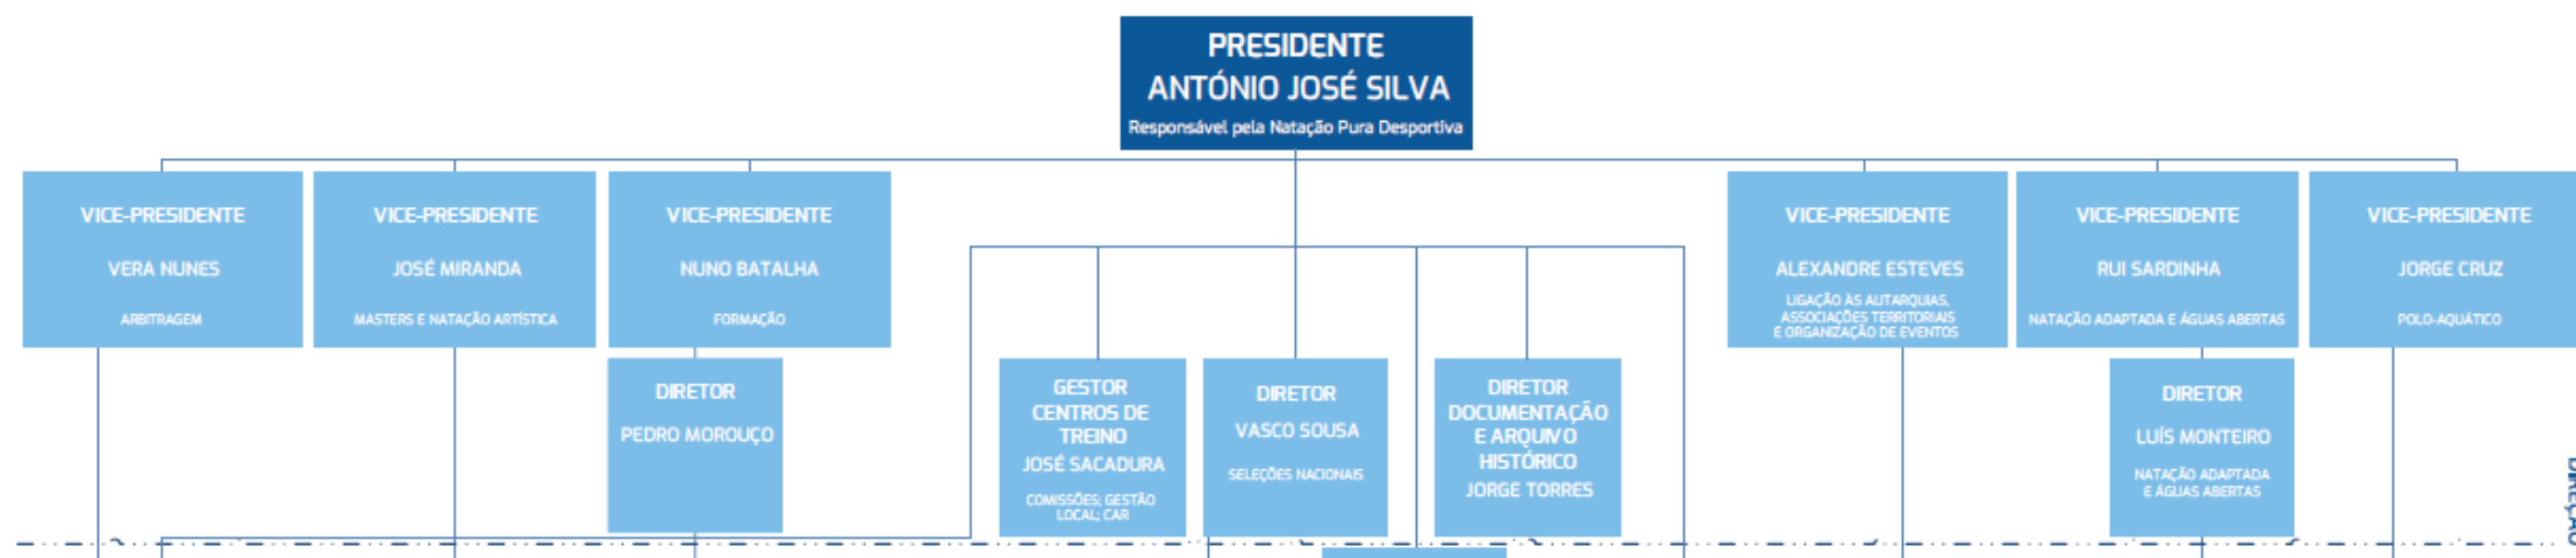 PRESIDENTE
ANTÓNIO JOSÉ SILVA
Responsável pela Natação Pura Desportiva
VICE-PRESIDENTE
VERA NUNES
ARBITRAGEM
VICE-PRESIDENTE
JOSÉ MIRANDA
MASTERS E NATAÇÃO ARTÍSTICA
VICE-PRESIDENTE
NUNO BATALHA
FORMAÇÃO
VICE-PRESIDENTE
ALEXANDRE ESTEVES
LIGAÇÃO ÀS AUTARQUIAS,
ASSOCIAÇÕES TERRITORIAIS
E ORGANIZAÇÃO DE EVENTOS
VICE-PRESIDENTE
RUI SARDINHA
NATAÇÃO ADAPTADA E ÁGUAS ABERTAS
VICE-PRESIDENTE
JORGE CRUZ
POLO-AQUÁTICO
DIRETOR
PEDRO MOROUÇO
GESTOR
CENTROS DE
TREINO
JOSÉ SACADURA
COMISSÕES; GESTÃO
LOCAL; CAR
DIRETOR
VASCO SOUSA
SELEÇÕES NACIONAIS
DIRETOR
DOCUMENTAÇÃO
E ARQUIVO
HISTÓRICO
JORGE TORRES
DIRETOR
LUÍS MONTEIRO
NATAÇÃO ADAPTADA
E ÁGUAS ABERTAS